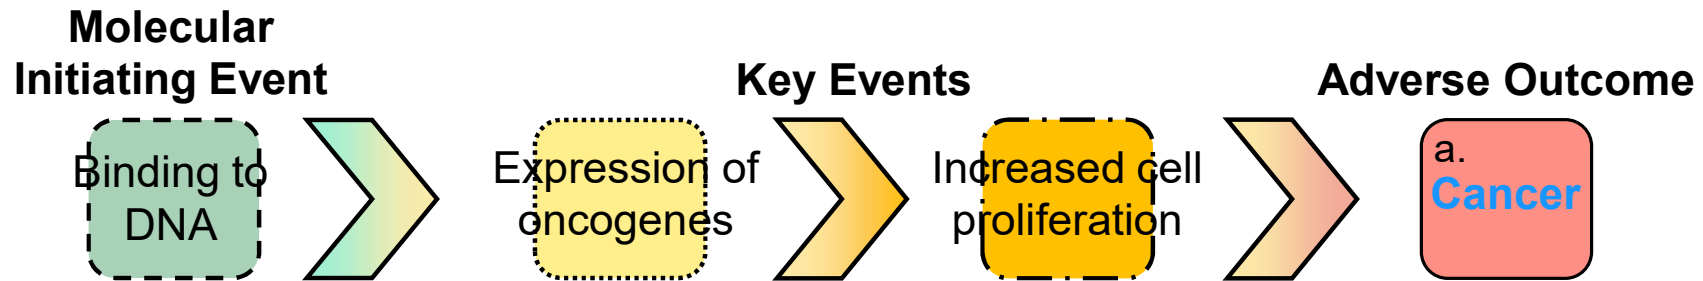 Molecular
Initiating Event
Key Events
Adverse Outcome
Binding to
DNA
Expression of
oncogenes
Increased cell
proliferation
a.
Cancer